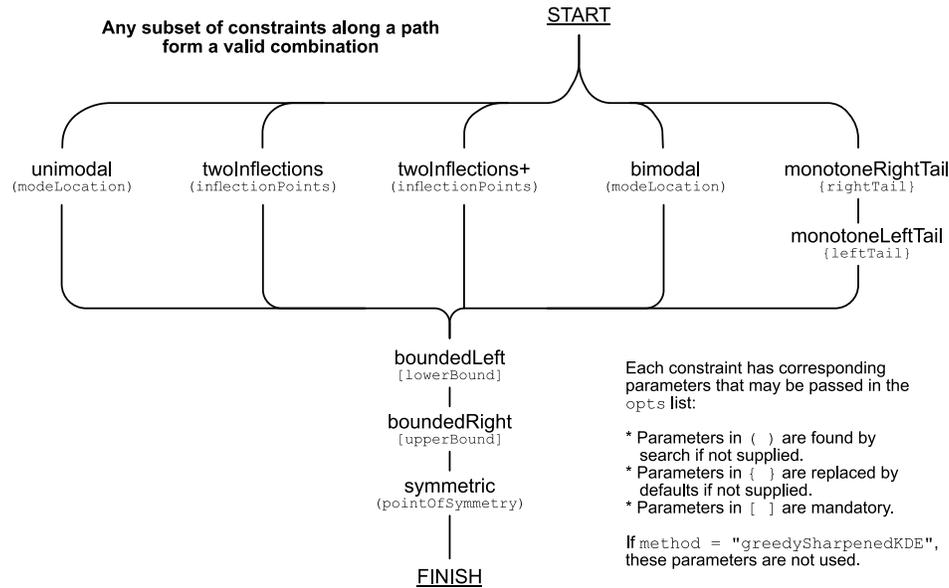 START
Any subset of constraints along a path
form a valid combination
unimodal
(modeLocation)
twoInflections
(inflectionPoints)
twoInflections+
(inflectionPoints)
bimodal
(modeLocation)
monotoneRightTail
{rightTail}
monotoneLeftTail
{leftTail}
boundedLeft
[lowerBound]
boundedRight
[upperBound]
symmetric
(pointOfSymmetry)
FINISH
Each constraint has corresponding
parameters that may be passed in the
opts list:
* Parameters in ( ) are found by
search if not supplied.
* Parameters in { } are replaced by
defaults if not supplied.
* Parameters in [ ] are mandatory.
If method = "greedySharpenedKDE",
these parameters are not used.